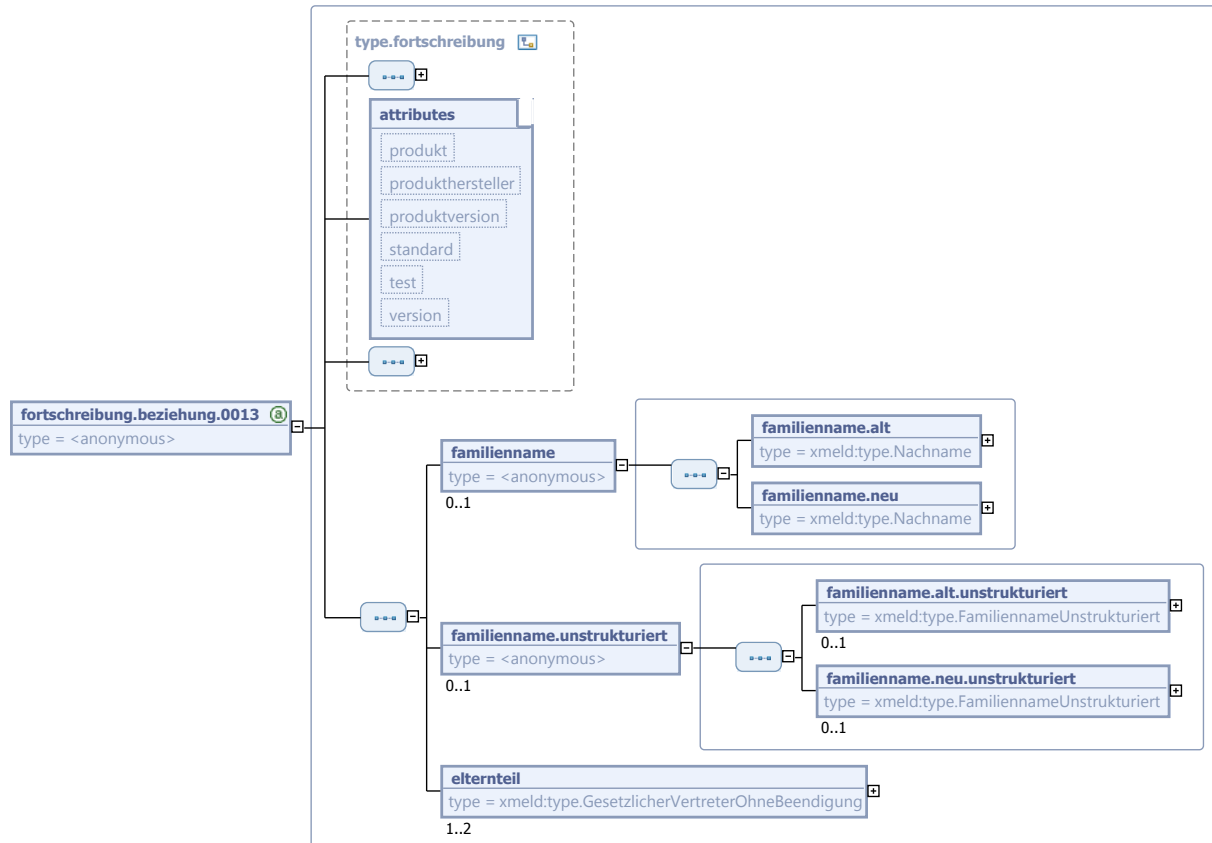 type.fortschreibung
attributes
produkt
produkthersteller
produktversion
standard
test
version
fortschreibung.beziehung.0013 a
type = <anonymous>
familienname
type = <anonymous>
0..1
familienname.alt
type = xmeld:type.Nachname
familienname.neu
type = xmeld:type.Nachname
familienname.unstrukturiert
type = <anonymous>
0..1
familienname.alt.unstrukturiert
type = xmeld:type.FamiliennameUnstrukturiert
0..1
familienname.neu.unstrukturiert
type = xmeld:type.FamiliennameUnstrukturiert
0..1
elternteil
type = xmeld:type.GesetzlicherVertreterOhneBeendigung
1..2